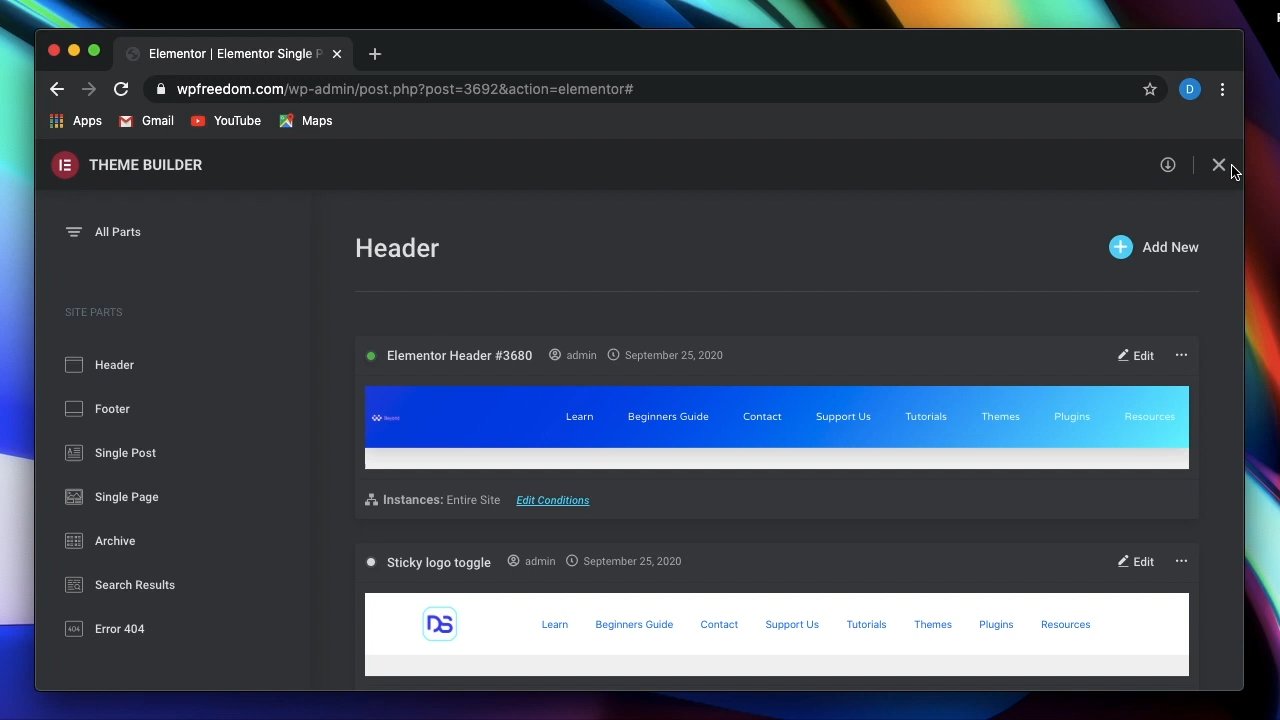 Elementor | Elementor Single P
wpfreedom.com/wp-admin/post.php?post=3692&action=elementor#
D
Apps Gmail YouTube Maps
THEME BUILDER
All Parts
SITE PARTS
Header
Footer
Single Post
Single Page
Archive
Search Results
404 Error 404
Header
Add New
Elementor Header #3680 admin September 25, 2020 Edit
Learn Beginners Guide Contact Support Us Tutorials Themes Plugins Resources
Instances: Entire Site Edit Conditions
Sticky logo toggle admin September 25, 2020 Edit
DS Learn Beginners Guide Contact Support Us Tutorials Themes Plugins Resources